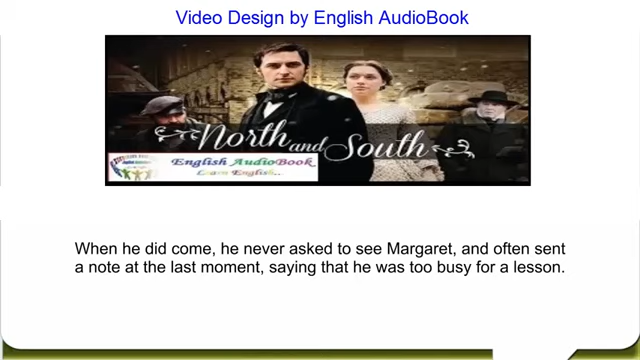 Video Design by English AudioBook
North and South
English AudioBook
Learn English...
When he did come, he never asked to see Margaret, and often sent
a note at the last moment, saying that he was too busy for a lesson.